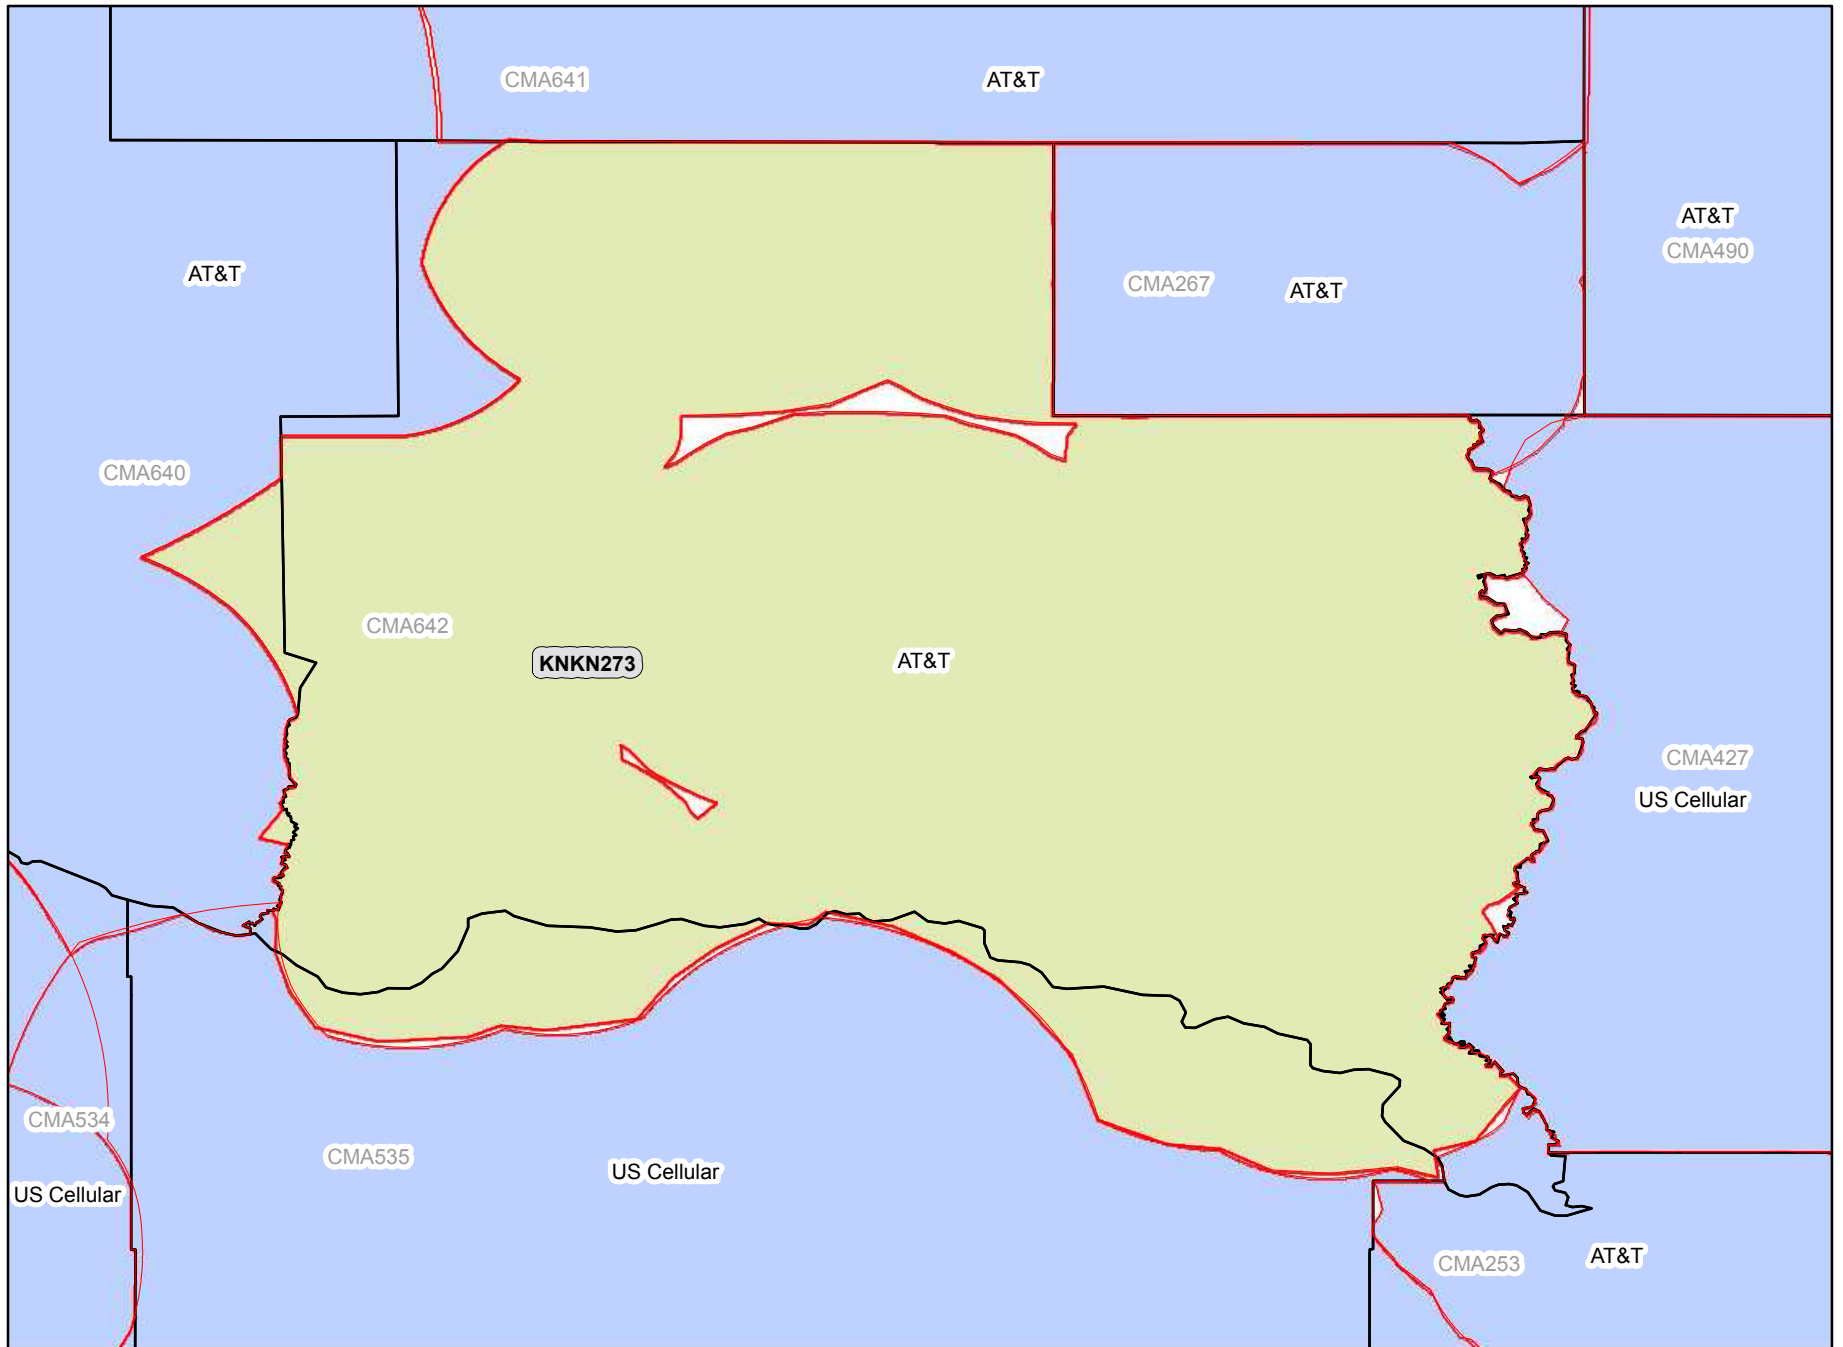 CMA641
AT&T
AT&T
CMA490
AT&T
CMA267
AT&T
CMA640
CMA642
KNKN273
AT&T
CMA427
US Cellular
CMA534
CMA535
US Cellular
US Cellular
CMA253
AT&T